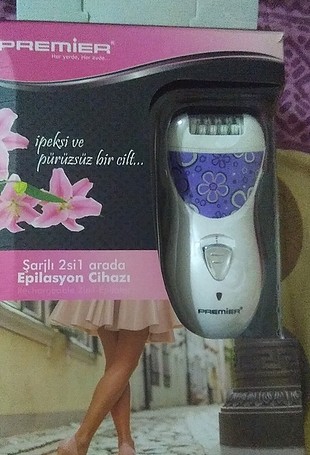 PREMIER
Her yerde, Her evde...
ipeksi ve
pürüzsüz bir cilt...
Şarjlı 2si1 arada
Epilasyon Cihazı
PREMIER